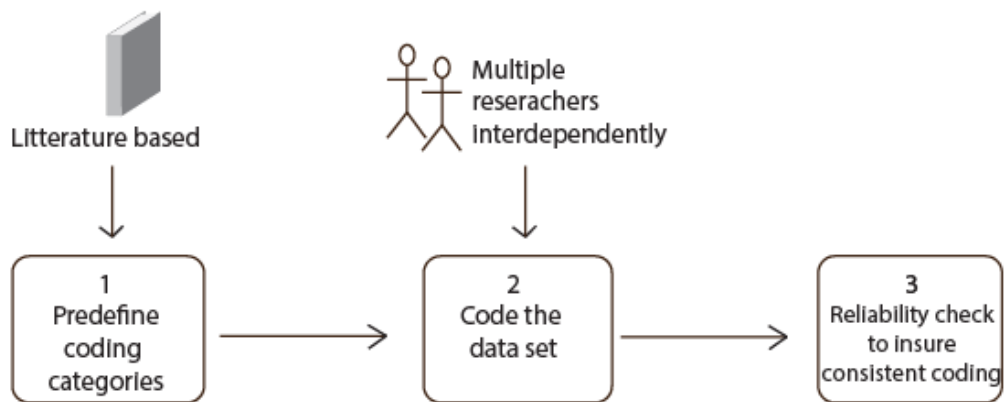 Litterature based
Multiple
reserachers
interdependently
1
Predefine
coding
categories
2
Code the
data set
3
Reliability check
to insure
consistent coding